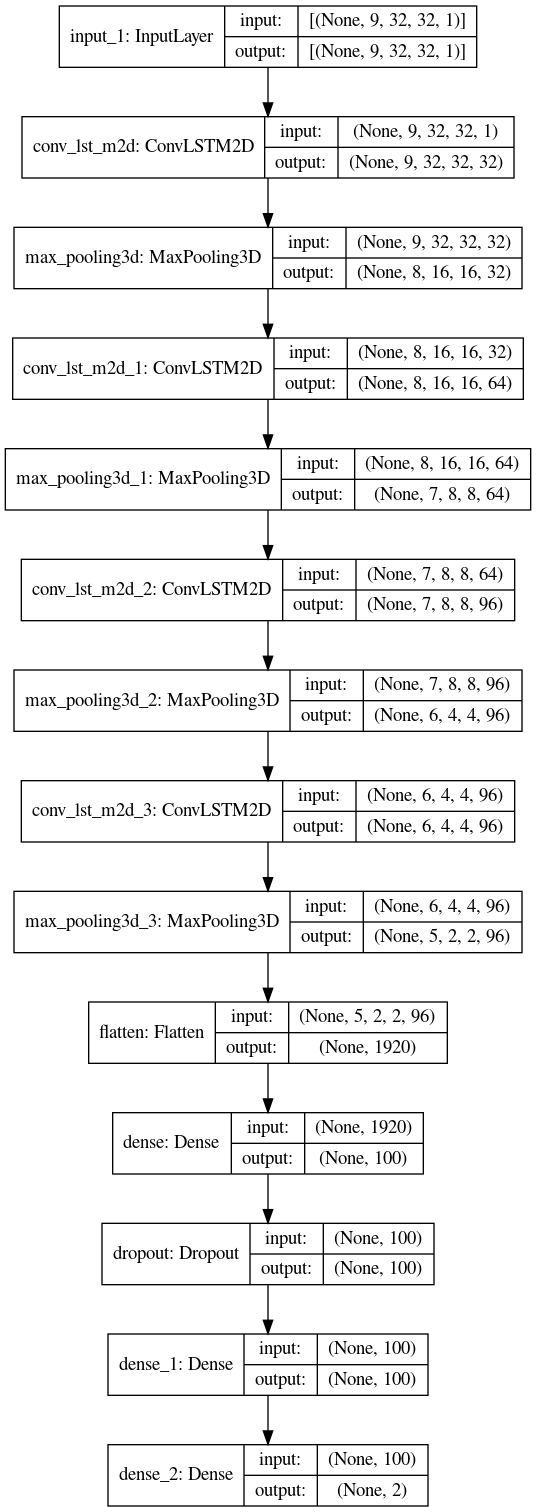 input_1: InputLayer
input: [(None, 9, 32, 32, 1)]
output: [(None, 9, 32, 32, 1)]
conv_lst_m2d: ConvLSTM2D
input: (None, 9, 32, 32, 1)
output: (None, 9, 32, 32, 32)
max_pooling3d: MaxPooling3D
input: (None, 9, 32, 32, 32)
output: (None, 8, 16, 16, 32)
conv_lst_m2d_1: ConvLSTM2D
input: (None, 8, 16, 16, 32)
output: (None, 8, 16, 16, 64)
max_pooling3d_1: MaxPooling3D
input: (None, 8, 16, 16, 64)
output: (None, 7, 8, 8, 64)
conv_lst_m2d_2: ConvLSTM2D
input: (None, 7, 8, 8, 64)
output: (None, 7, 8, 8, 96)
max_pooling3d_2: MaxPooling3D
input: (None, 7, 8, 8, 96)
output: (None, 6, 4, 4, 96)
conv_lst_m2d_3: ConvLSTM2D
input: (None, 6, 4, 4, 96)
output: (None, 6, 4, 4, 96)
max_pooling3d_3: MaxPooling3D
input: (None, 6, 4, 4, 96)
output: (None, 5, 2, 2, 96)
flatten: Flatten
input: (None, 5, 2, 2, 96)
output: (None, 1920)
dense: Dense
input: (None, 1920)
output: (None, 100)
dropout: Dropout
input: (None, 100)
output: (None, 100)
dense_1: Dense
input: (None, 100)
output: (None, 100)
dense_2: Dense
input: (None, 100)
output: (None, 2)